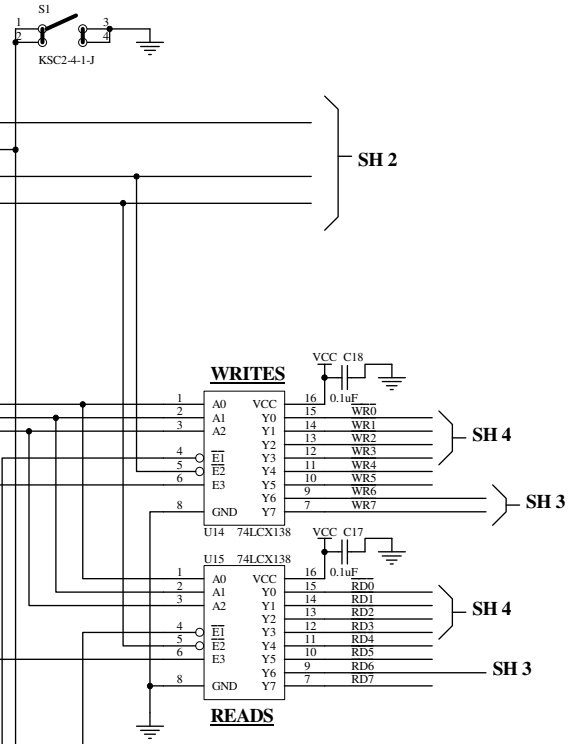 S1
1 3
2 4
KSC2-4-1-J
SH 2
WRITES
VCC C18
0.1uF
1 A0 VCC 16
2 A1 Y0 15 WR0
3 A2 Y1 14 WR1
Y2 13 WR2
4 E1 Y3 12 WR3
5 E2 Y4 11 WR4
6 E3 Y5 10 WR5
Y6 9 WR6
8 GND Y7 7 WR7
SH 4
SH 3
U14 74LCX138
VCC C17
0.1uF
U15 74LCX138
1 A0 VCC 16
2 A1 Y0 15 RD0
3 A2 Y1 14 RD1
Y2 13 RD2
4 E1 Y3 12 RD3
5 E2 Y4 11 RD4
6 E3 Y5 10 RD5
Y6 9 RD6
8 GND Y7 7 RD7
SH 4
SH 3
READS